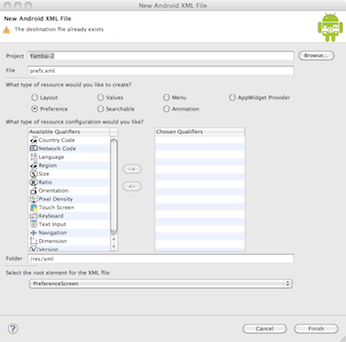 New Android XML File
New Android XML File
The destination file already exists
Project Yamba-2 Browse...
File prefs.xml
What type of resource would you like to create?
Layout Values Menu AppWidget Provider
Preference Searchable Animation
What type of resource configuration would you like?
Available Qualifiers Chosen Qualifiers
Country Code
Network Code
Language
Region
Size
Ratio
Orientation
Pixel Density
Touch Screen
Keyboard
Text Input
Navigation
Dimension
Version
->
<-
Folder /res/xml
Select the root element for the XML file:
PreferenceScreen
? Cancel Finish